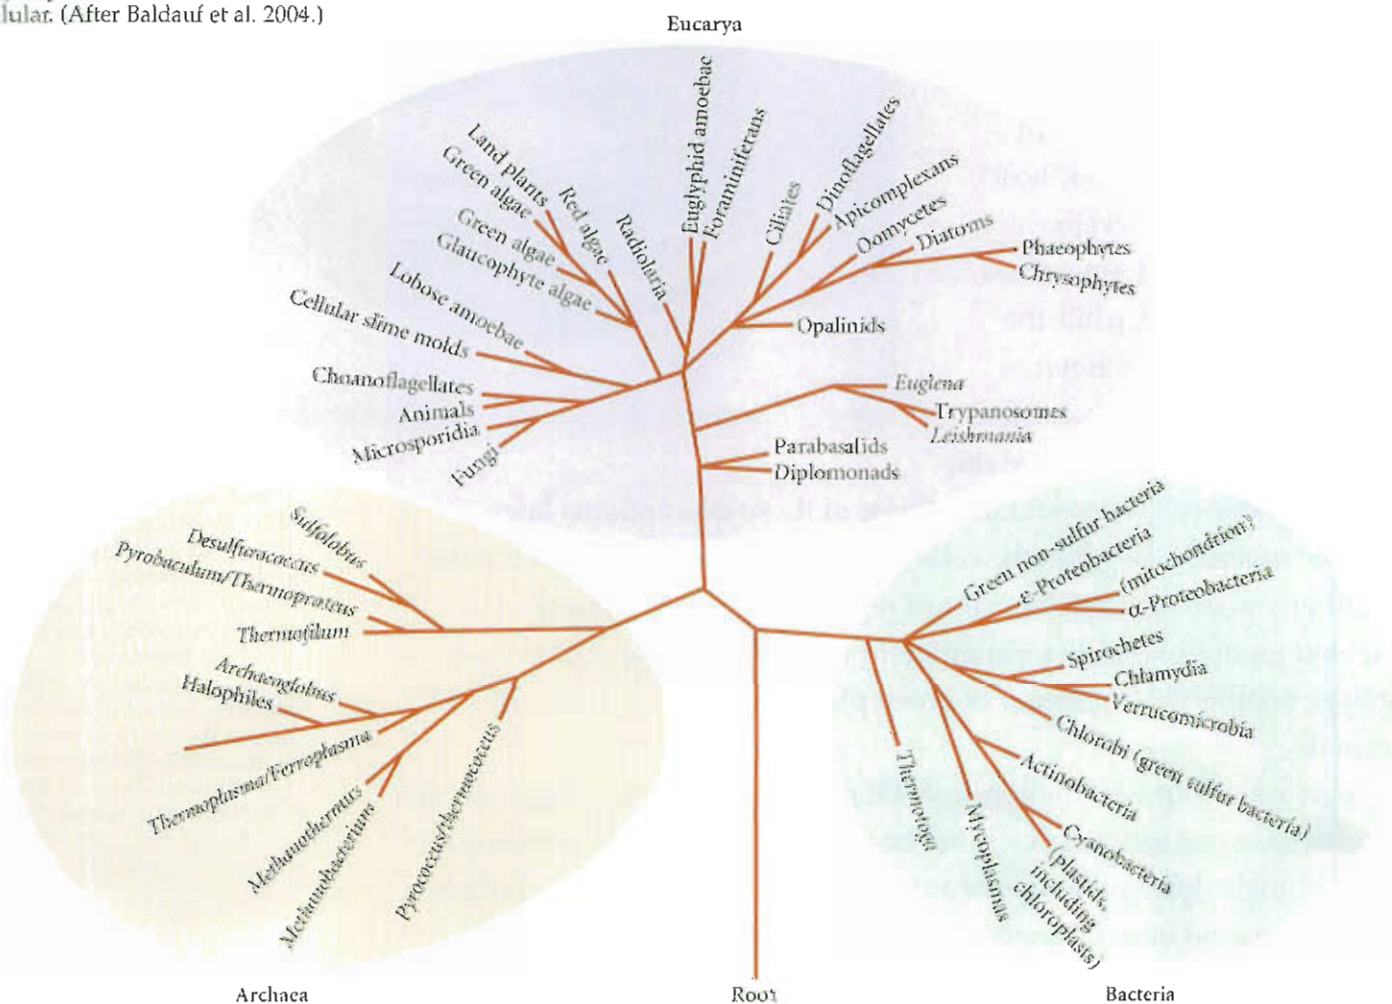 lular. (After Baldauf et al. 2004.)
Eucarya
Euglyphid amoebae
Foraminiferans
Dinoflagellates
Land plants
Green algae
Red algae
Radiolaria
Ciliates
Apicomplexans
Oomycetes
Diatoms
Phaeophytes
Chrysophytes
Green algae
Glaucophyte algae
Lobose amoebae
Cellular slime molds
Opalinids
Choanoflagellates
Animals
Microsporidia
Fungi
Euglena
Trypanosomes
Leishmania
Parabasalids
Diplomonads
Sulfolobus
Desulfurococcus
Pyrobaculum/Thermoproteus
Thermofilum
Archaeoglobus
Halophiles
Thermoplasma/Ferroplasma
Methanothermus
Methanobacterium
Pyrococcus/thermococcus
Green non-sulfur bacteria
ε-Proteobacteria
(mitochondrion)
α-Proteobacteria
Spirochetes
Chlamydia
Verrucomicrobia
Chlorobi (green sulfur bacteria)
Actinobacteria
Cyanobacteria
(plastids,
including
chloroplasts)
Mycoplasmas
Thermotoga
Archaea
Root
Bacteria